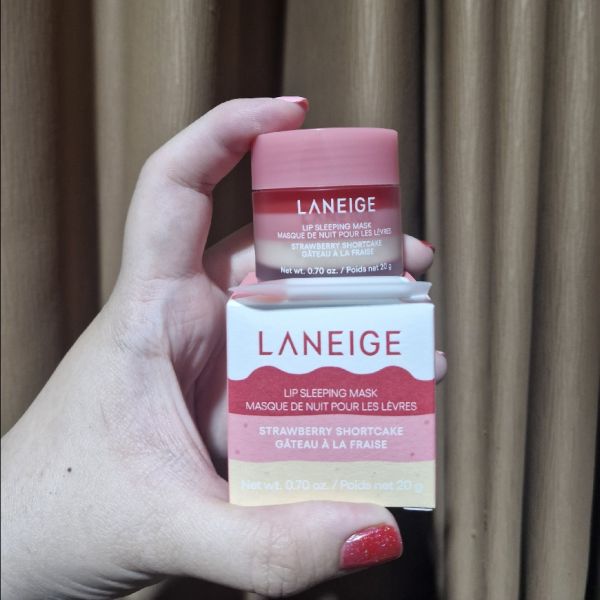 LANEIGE
LIP SLEEPING MASK
MASQUE DE NUIT POUR LES LÈVRES
STRAWBERRY SHORTCAKE
GÂTEAU À LA FRAISE
Net wt. 0.70 oz. / Poids net 20 g
LANEIGE
LIP SLEEPING MASK
MASQUE DE NUIT POUR LES LÈVRES
STRAWBERRY SHORTCAKE
GÂTEAU À LA FRAISE
Net wt. 0.70 oz. / Poids net 20 g